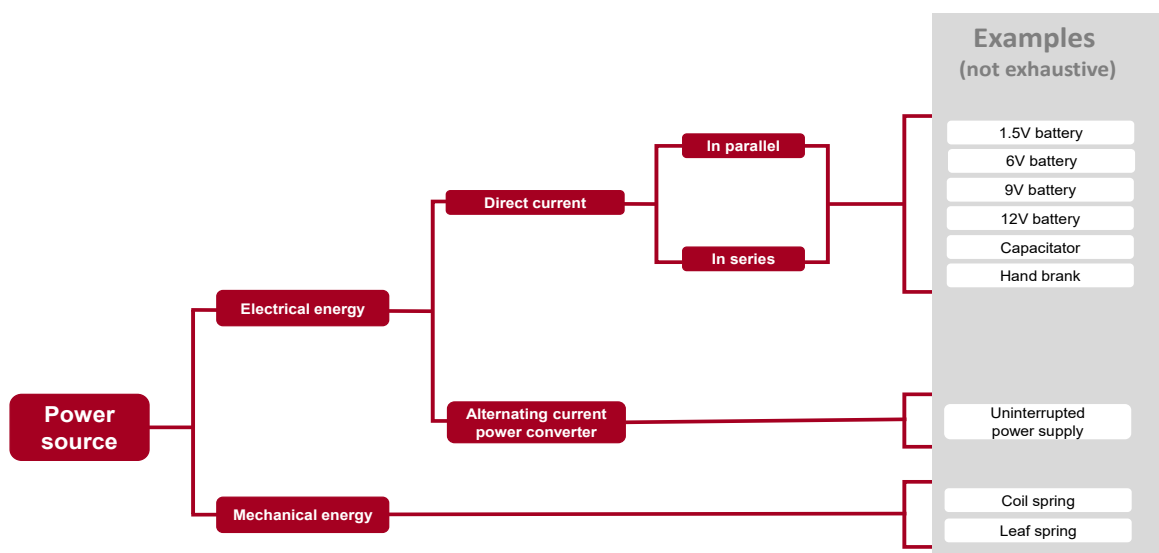 Examples
(not exhaustive)
In parallel
1.5V battery
6V battery
9V battery
Direct current
12V battery
In series
Capacitator
Hand brank
Electrical energy
Power
source
Alternating current
power converter
Uninterrupted
power supply
Mechanical energy
Coil spring
Leaf spring